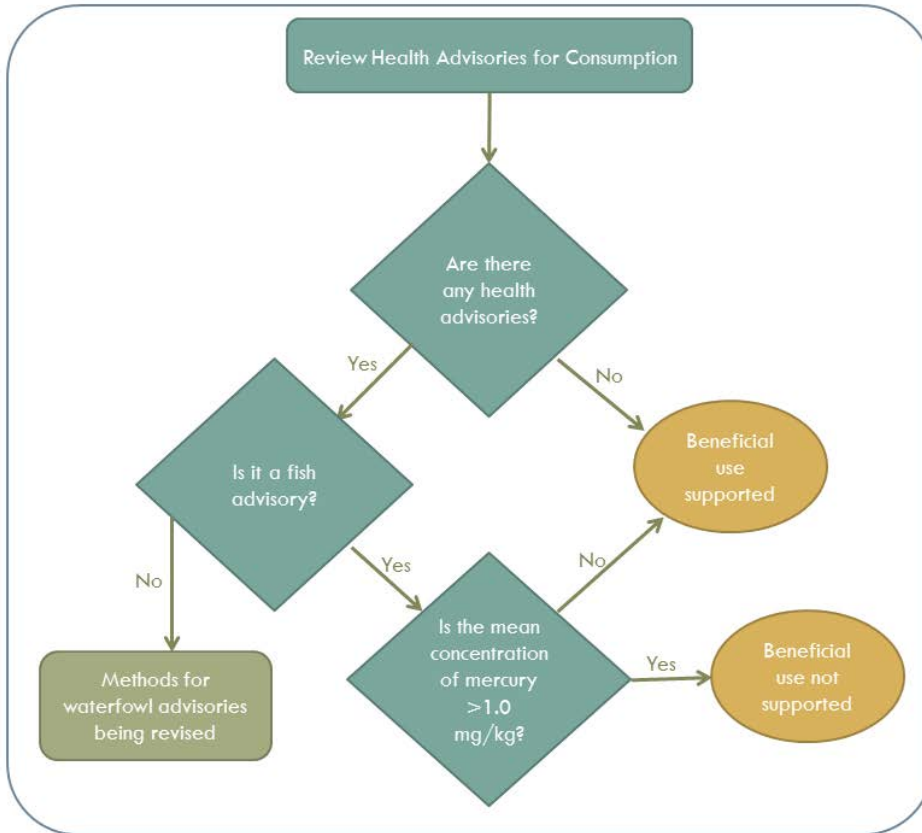 Review Health Advisories for Consumption
Are there
any health
advisories?
Yes
No
Is it a fish
advisory?
Beneficial
use
supported
No
Yes
No
Is the mean
concentration
of mercury
>1.0
mg/kg?
Yes
Beneficial
use not
supported
Methods for
waterfowl advisories
being revised